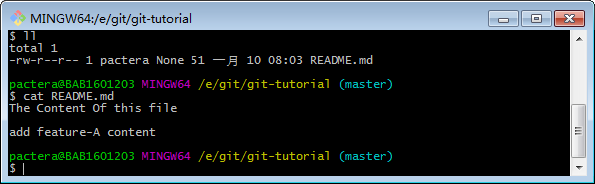 MINGW64:/e/git/git-tutorial
$ ll
total 1
-rw-r--r-- 1 pactera None 51 一月 10 08:03 README.md
pactera@BAB1601203 MINGW64 /e/git/git-tutorial (master)
$ cat README.md
The Content Of this file
add feature-A content
pactera@BAB1601203 MINGW64 /e/git/git-tutorial (master)
$